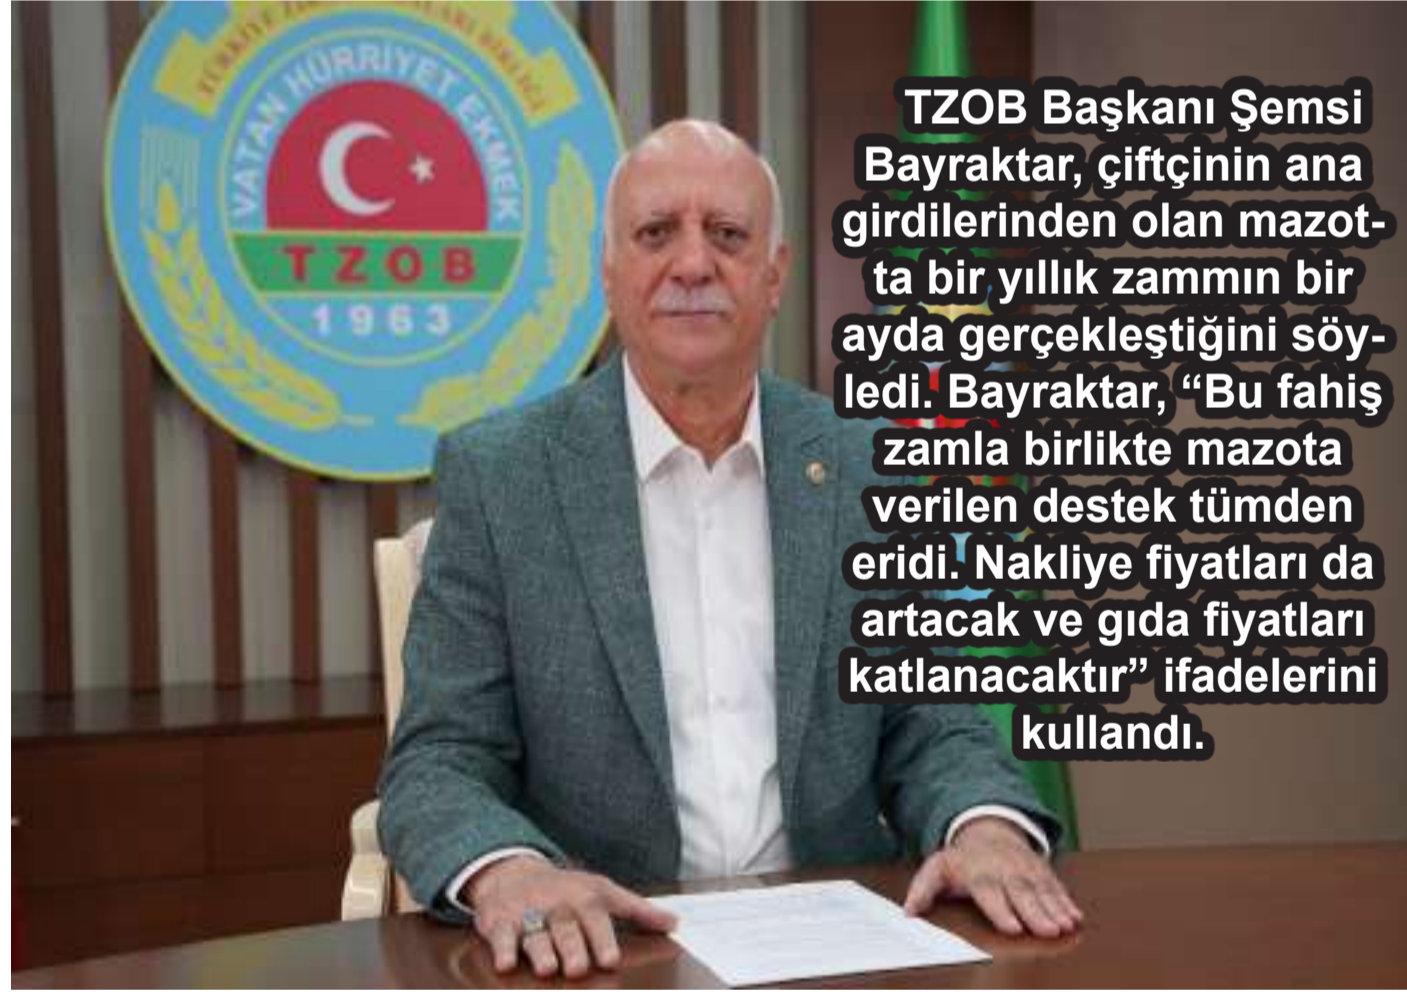 TÜRKİYE ZİRAAT ODALARI BİRLİĞİ
VATAN HÜRRİYET EKMEK
TZOB
1963
TZOB Başkanı Şemsi
Bayraktar, çiftçinin ana
girdilerinden olan mazot-
ta bir yıllık zammın bir
ayda gerçekleştiğini söy-
ledi. Bayraktar, “Bu fahiş
zamla birlikte mazota
verilen destek tümden
eridi. Nakliye fiyatları da
artacak ve gıda fiyatları
katlanacaktır” ifadelerini
kullandı.